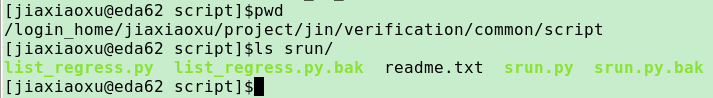 [jiaxiaoxu@eda62 script]$pwd
/login_home/jiaxiaoxu/project/jin/verification/common/script
[jiaxiaoxu@eda62 script]$ls srun/
list_regress.py  list_regress.py.bak  readme.txt  srun.py  srun.py.bak
[jiaxiaoxu@eda62 script]$